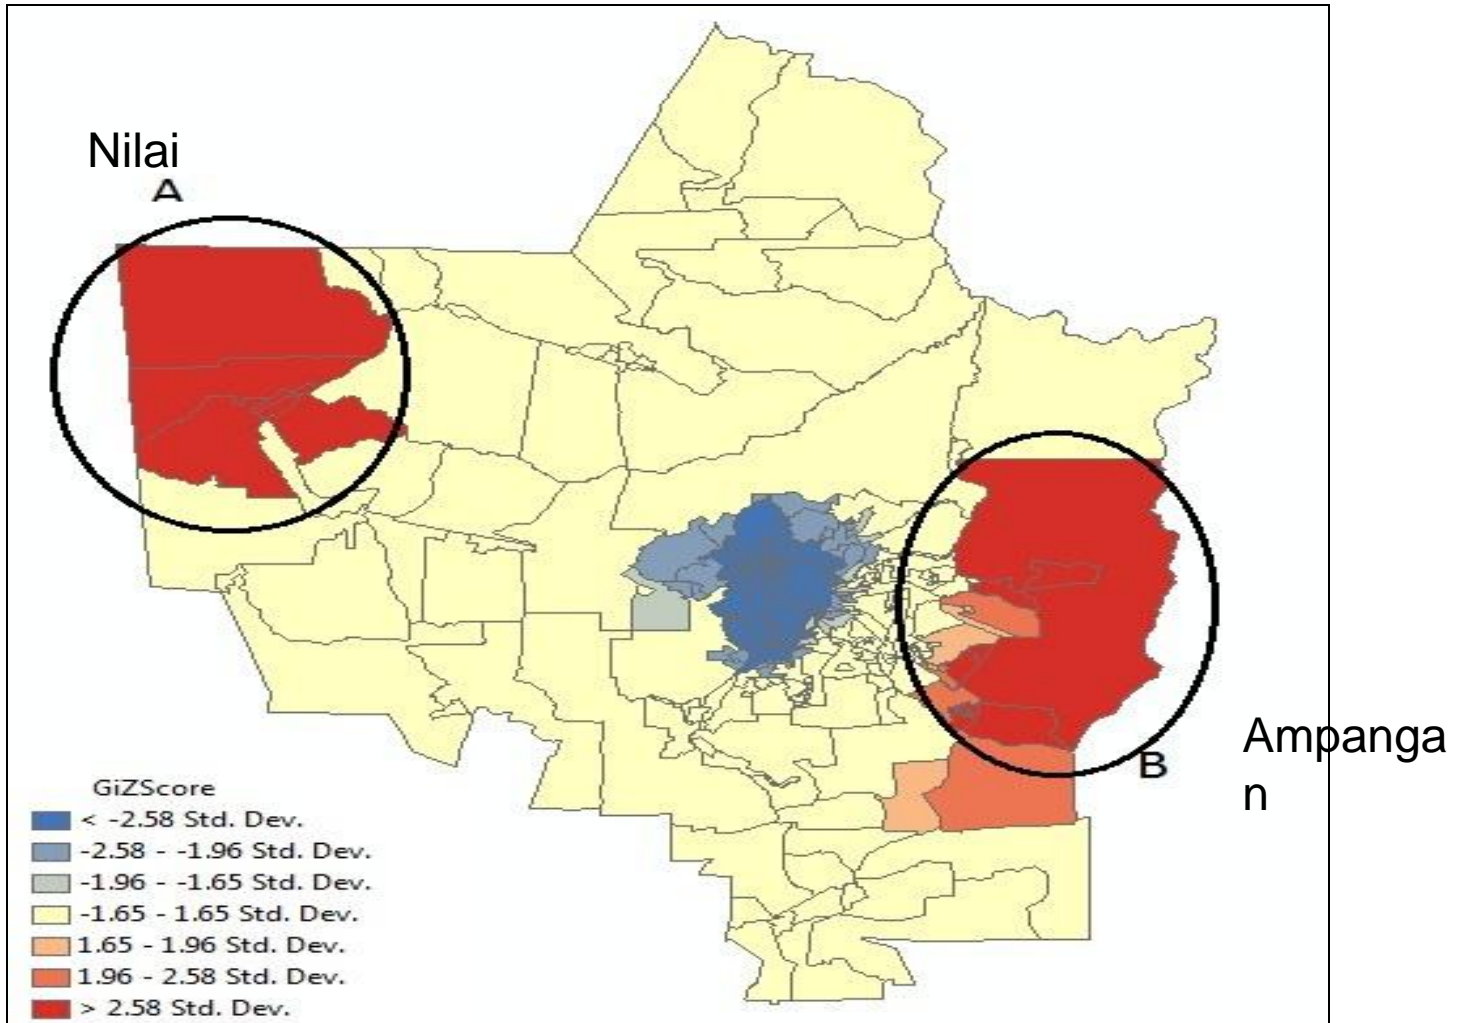 Nilai
A
B
Ampanga
n
GiZScore
< -2.58 Std. Dev.
-2.58 - -1.96 Std. Dev.
-1.96 - -1.65 Std. Dev.
-1.65 - 1.65 Std. Dev.
1.65 - 1.96 Std. Dev.
1.96 - 2.58 Std. Dev.
> 2.58 Std. Dev.